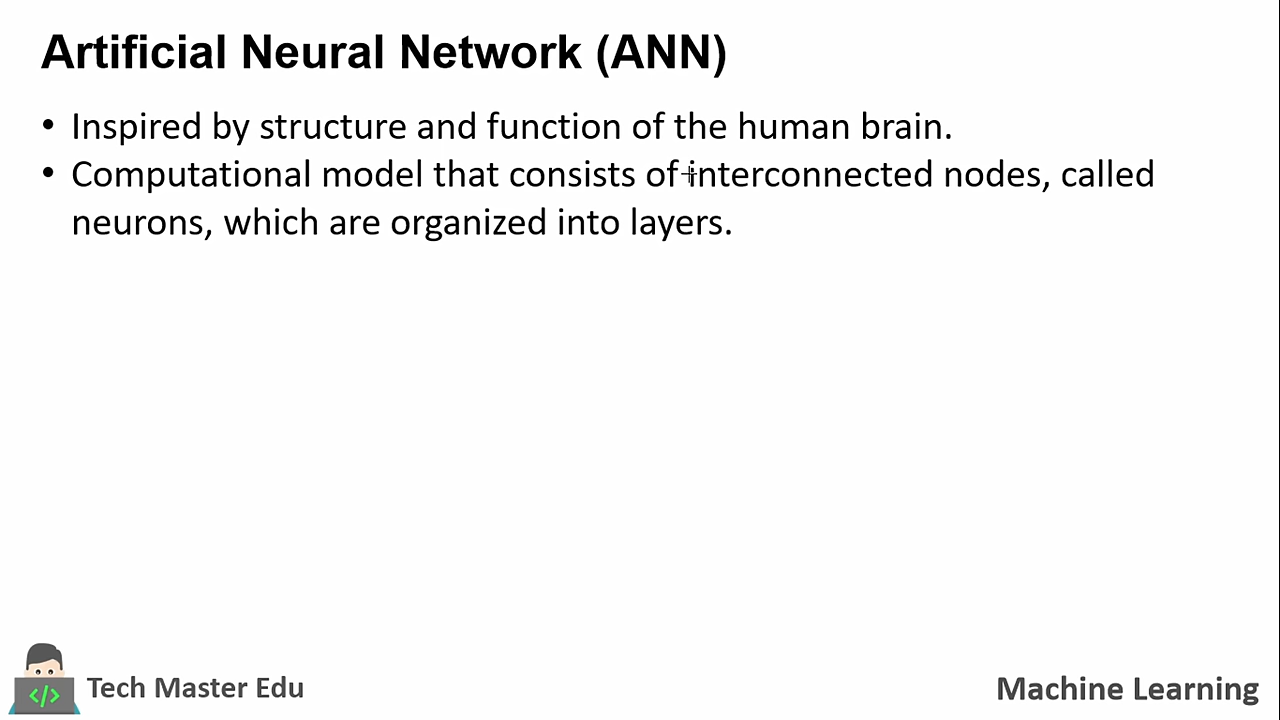 Artificial Neural Network (ANN)
• Inspired by structure and function of the human brain.
• Computational model that consists of interconnected nodes, called
neurons, which are organized into layers.
</> Tech Master Edu
Machine Learning